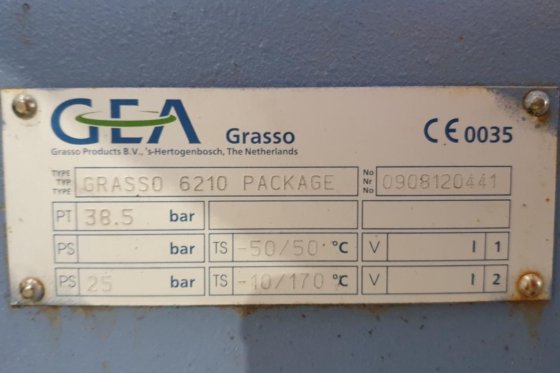 GEA Grasso CE 0035
Grasso Products B.V., 's-Hertogenbosch, The Netherlands
TYPE TYP TYPE GRASSO 6210 PACKAGE No Nr No 0908120441
PT 38.5 bar
PS bar TS -50/50 °C V l 1
PS 25 bar TS -10/170 °C V l 2